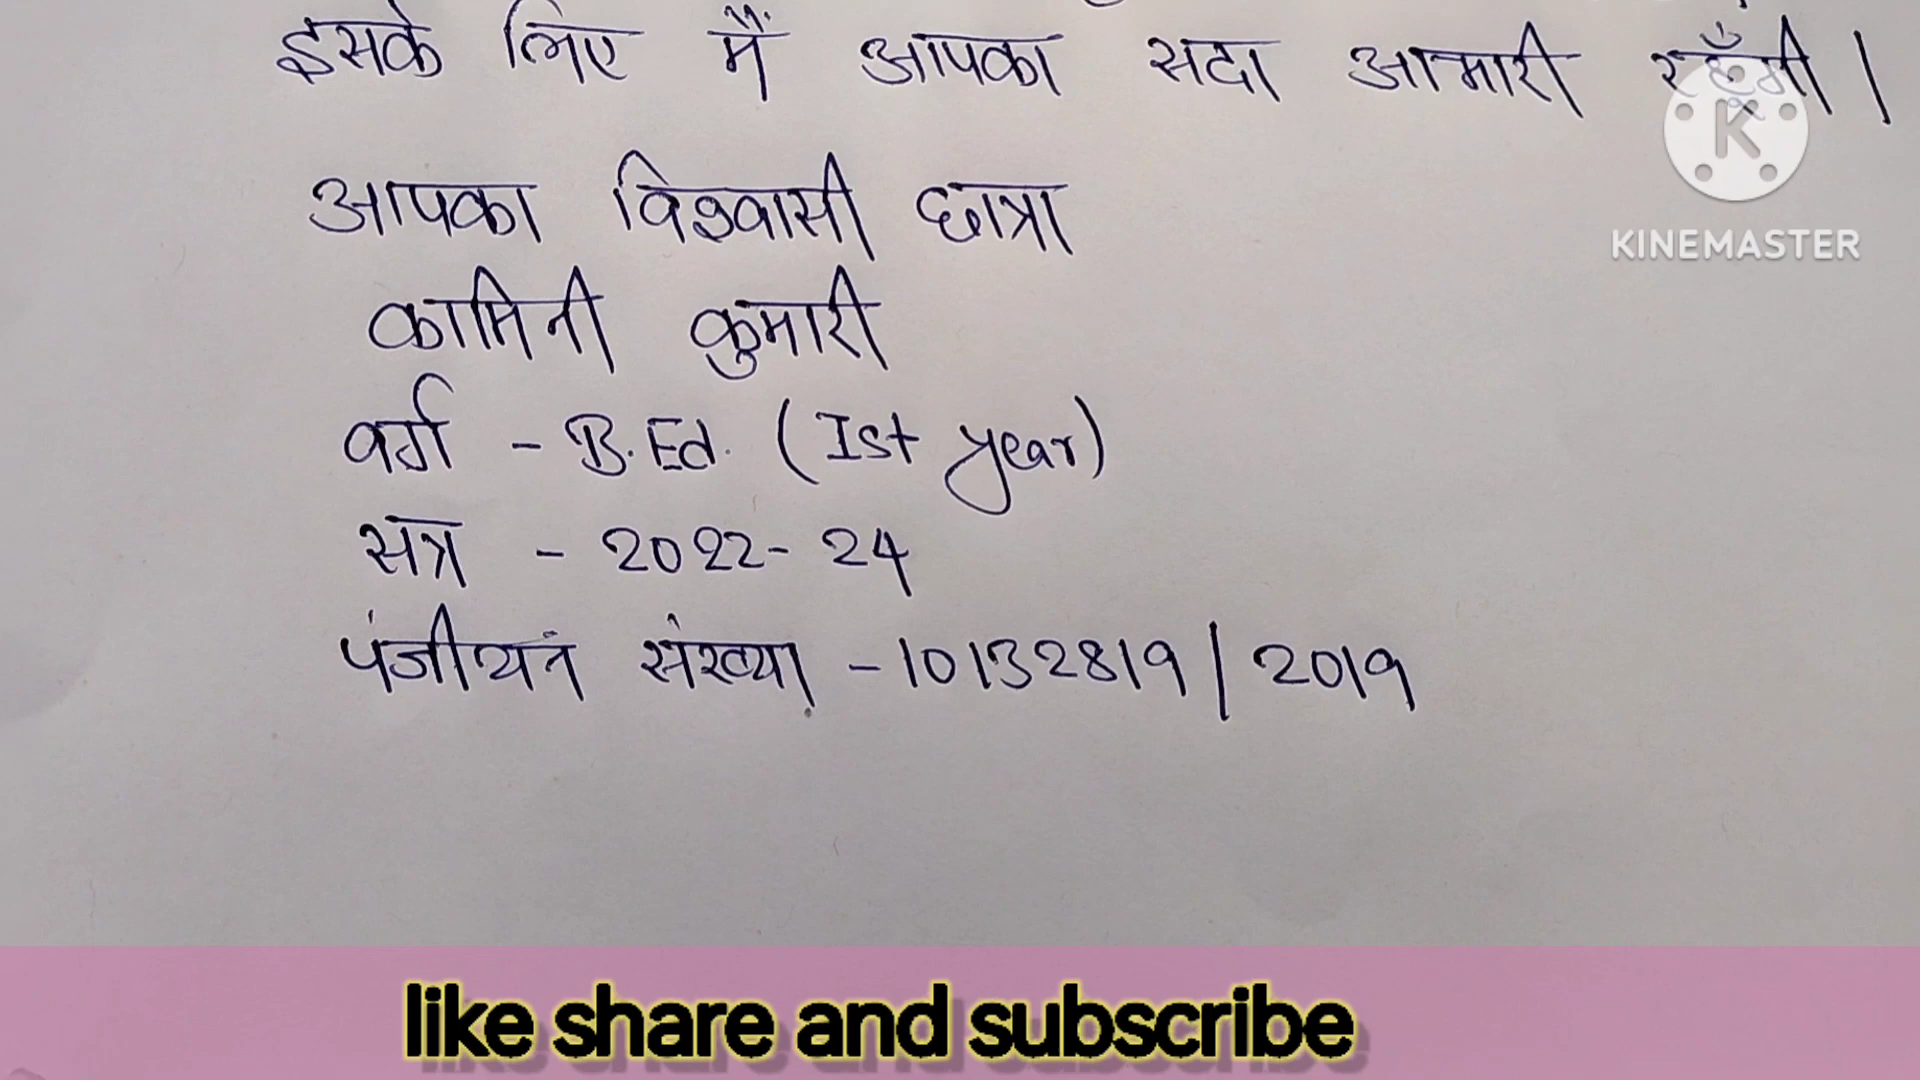 इसके लिए मैं आपका सदा आभारी रहूँगी।
KINEMASTER
आपका विश्वासी छात्रा
कामिनी कुमारी
वर्ग - B.Ed. (Ist year)
सत्र - 2022-24
पंजीयन संख्या - 10132819/2019
like share and subscribe